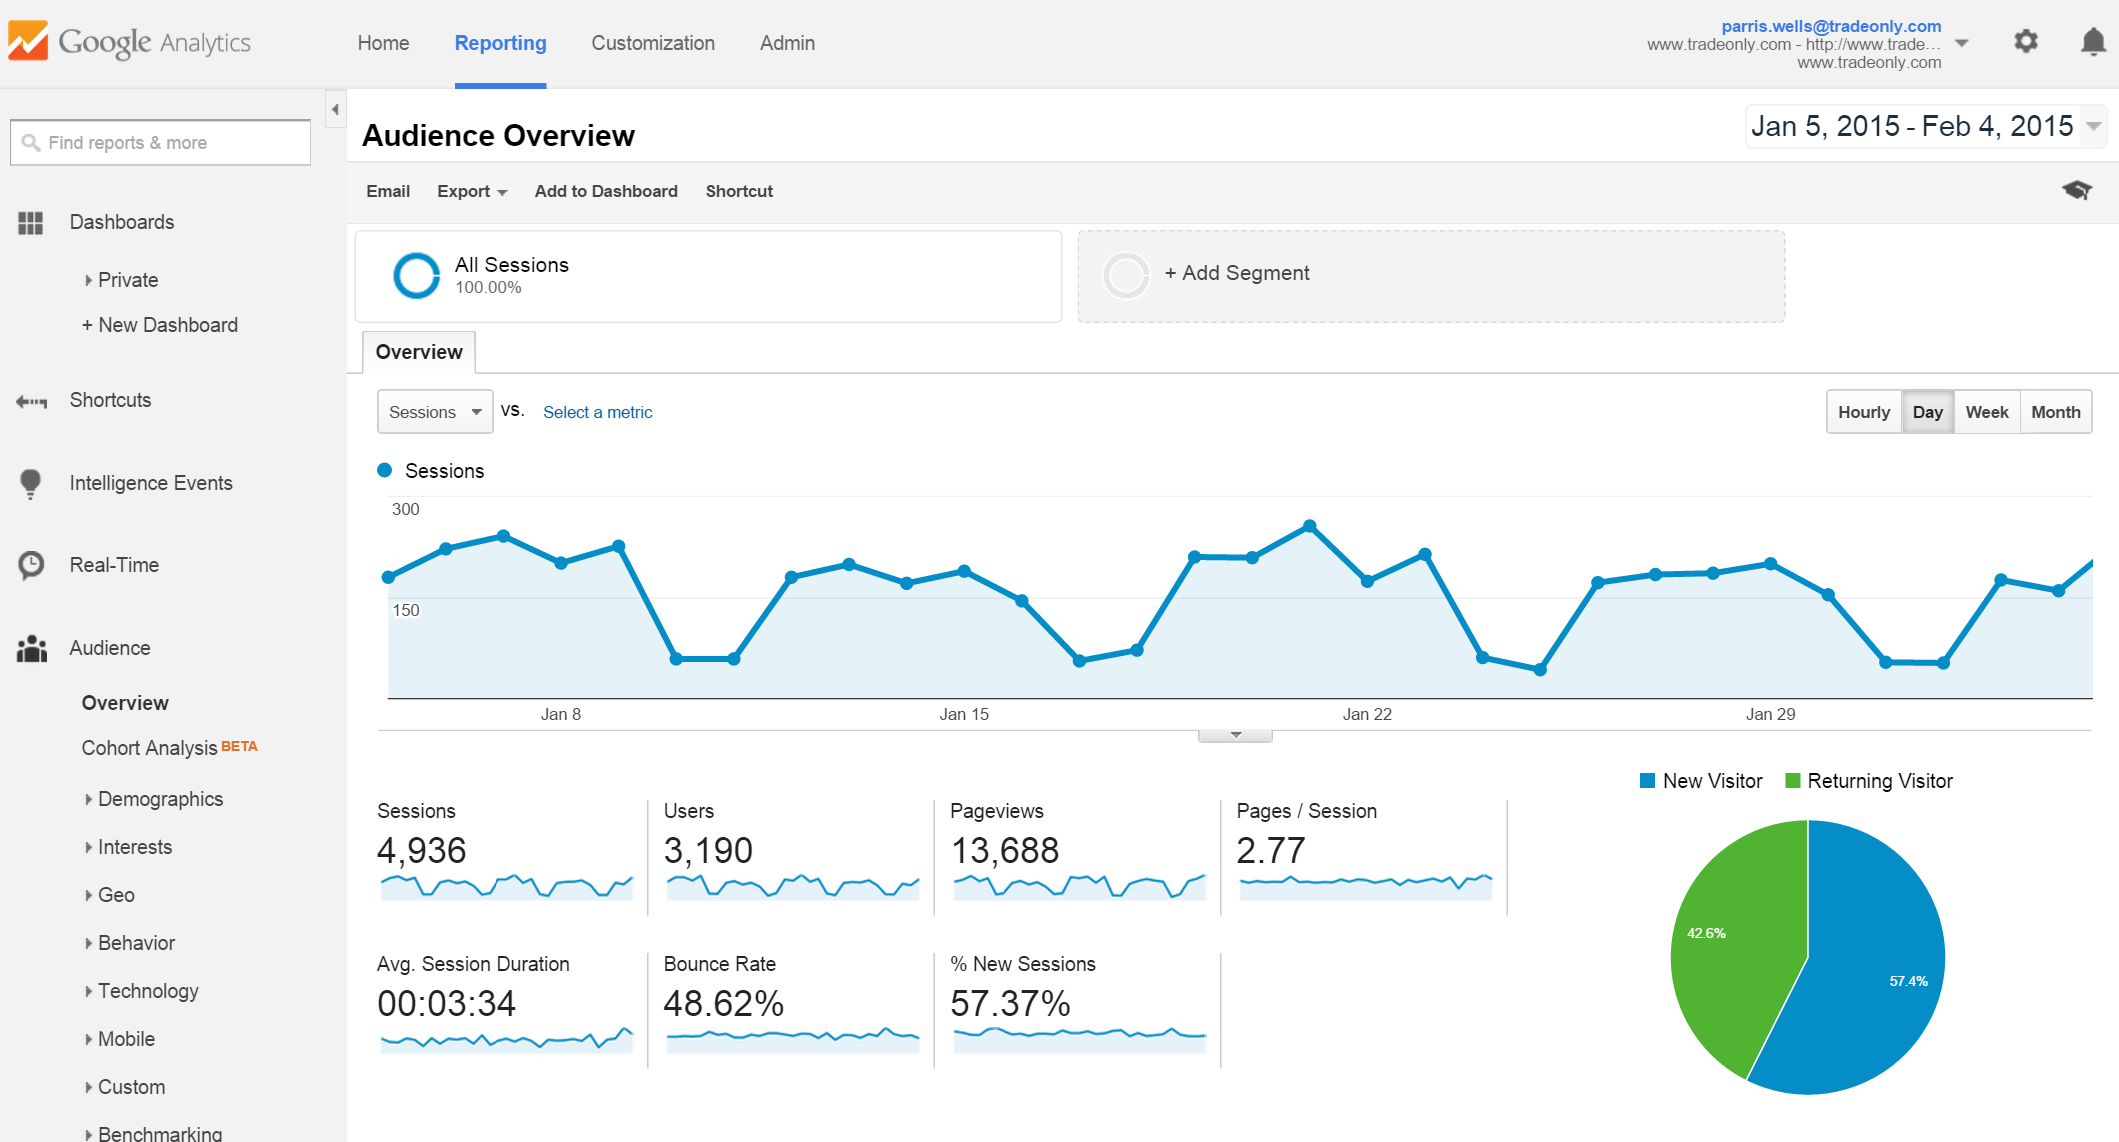 Google Analytics
Home Reporting Customization Admin
parris.wells@tradeonly.com
www.tradeonly.com - http://www.trade...
www.tradeonly.com
Find reports & more
Dashboards
Private
+ New Dashboard
Shortcuts
Intelligence Events
Real-Time
Audience
Overview
Cohort Analysis BETA
Demographics
Interests
Geo
Behavior
Technology
Mobile
Custom
Benchmarking
Audience Overview
Jan 5, 2015 - Feb 4, 2015
Email Export Add to Dashboard Shortcut
All Sessions
100.00%
+ Add Segment
Overview
Sessions vs. Select a metric
Hourly Day Week Month
Sessions
300
150
Jan 8 Jan 15 Jan 22 Jan 29
Sessions
4,936
Users
3,190
Pageviews
13,688
Pages / Session
2.77
Avg. Session Duration
00:03:34
Bounce Rate
48.62%
% New Sessions
57.37%
New Visitor Returning Visitor
42.6%
57.4%